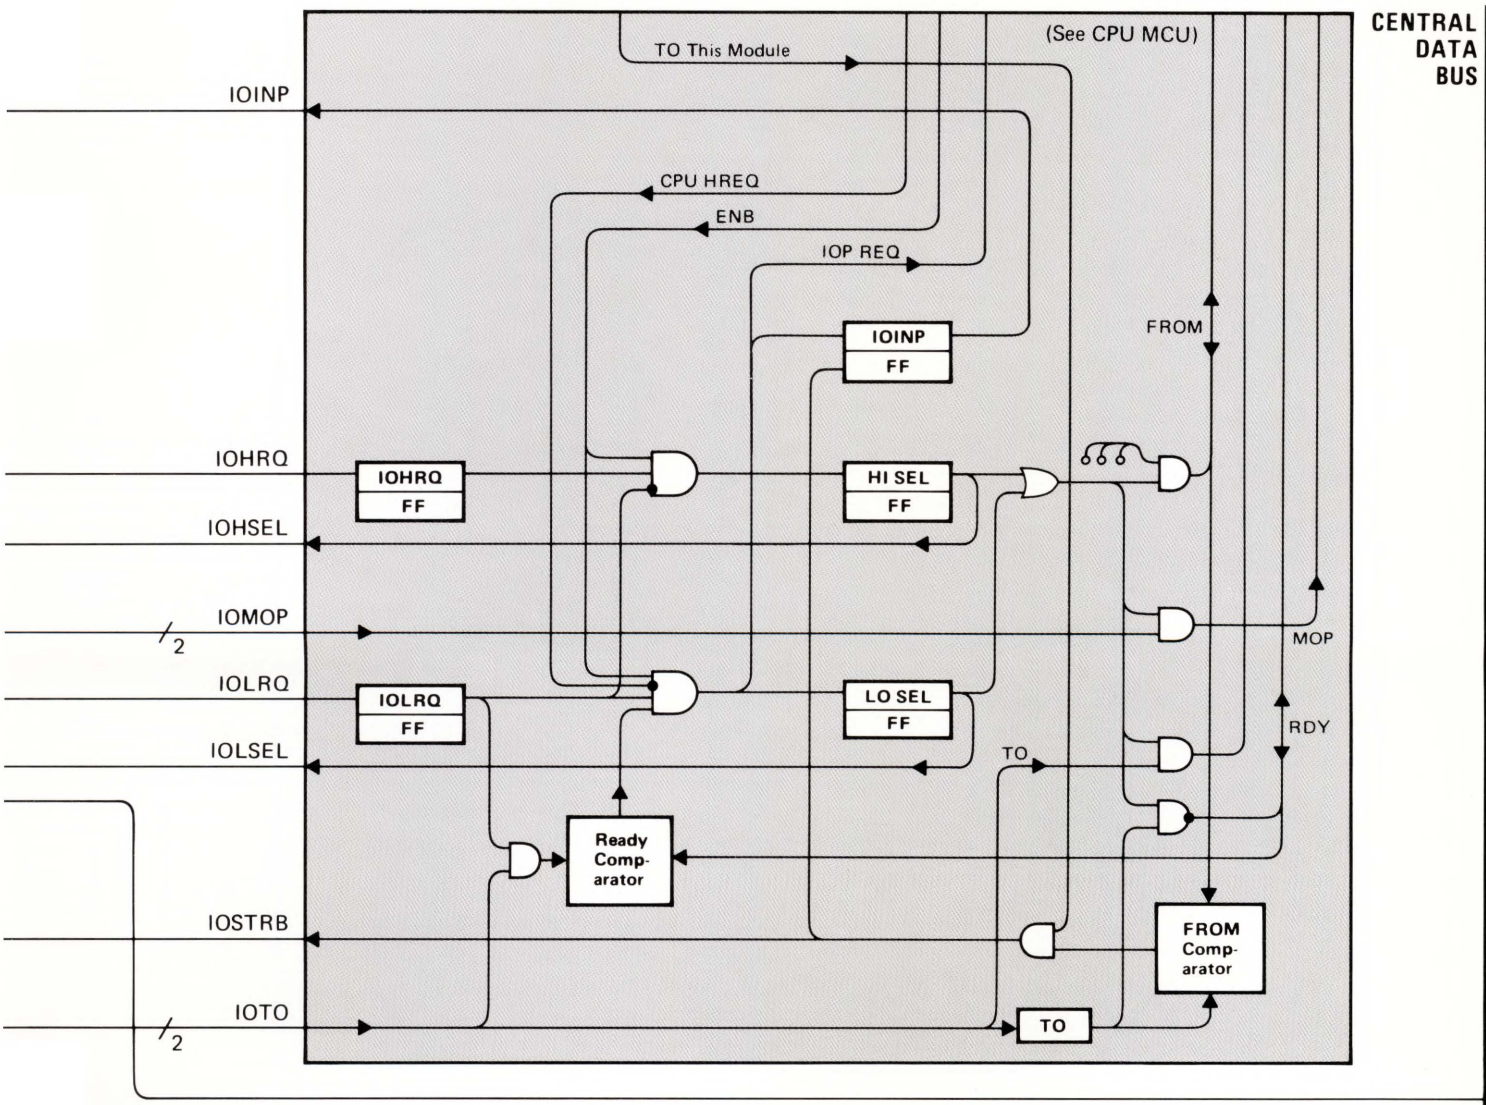 CENTRAL
DATA
BUS
(See CPU MCU)
TO This Module
IOINP
CPU HREQ
ENB
IOP REQ
FROM
IOINP
FF
IOHRQ
IOHRQ
FF
HI SEL
FF
IOHSEL
IOMOP
2
MOP
IOLRQ
IOLRQ
FF
LO SEL
FF
RDY
IOLSEL
TO
Ready
Comp-
arator
IOSTRB
FROM
Comp-
arator
IOTO
2
TO